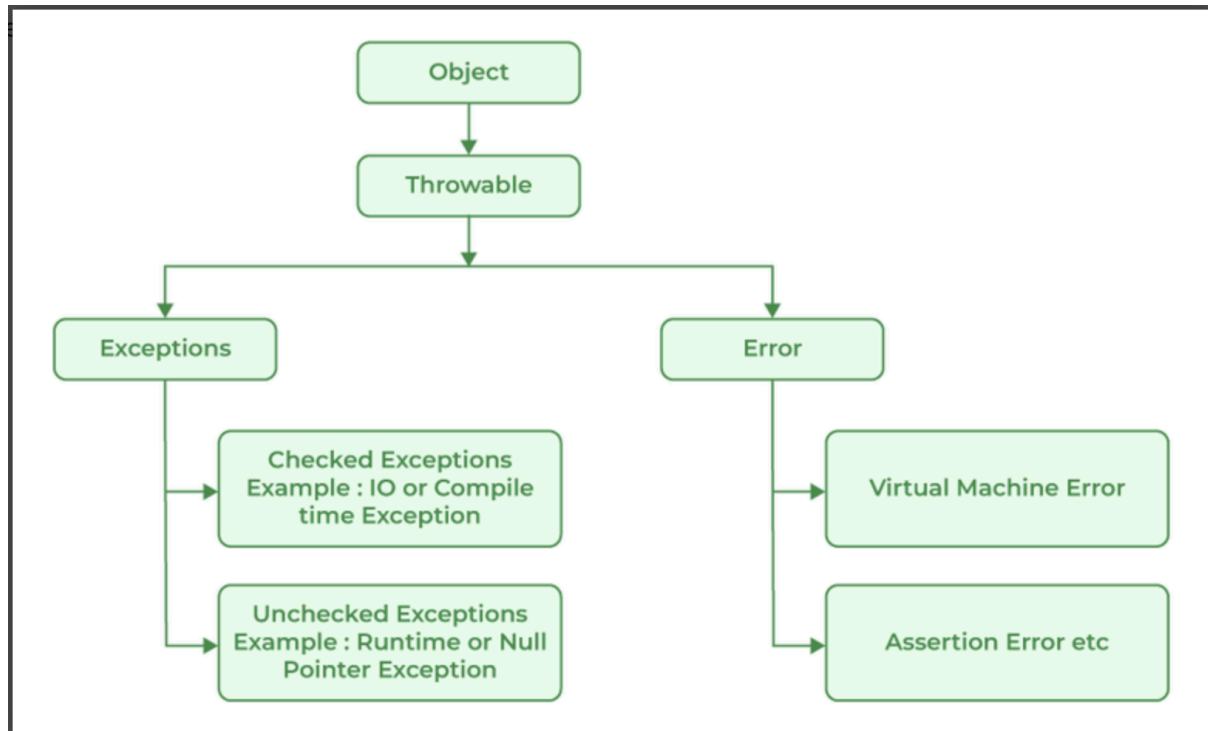 Object
Throwable
Exceptions
Error
Checked Exceptions
Example : IO or Compile
time Exception
Virtual Machine Error
Unchecked Exceptions
Example : Runtime or Null
Pointer Exception
Assertion Error etc